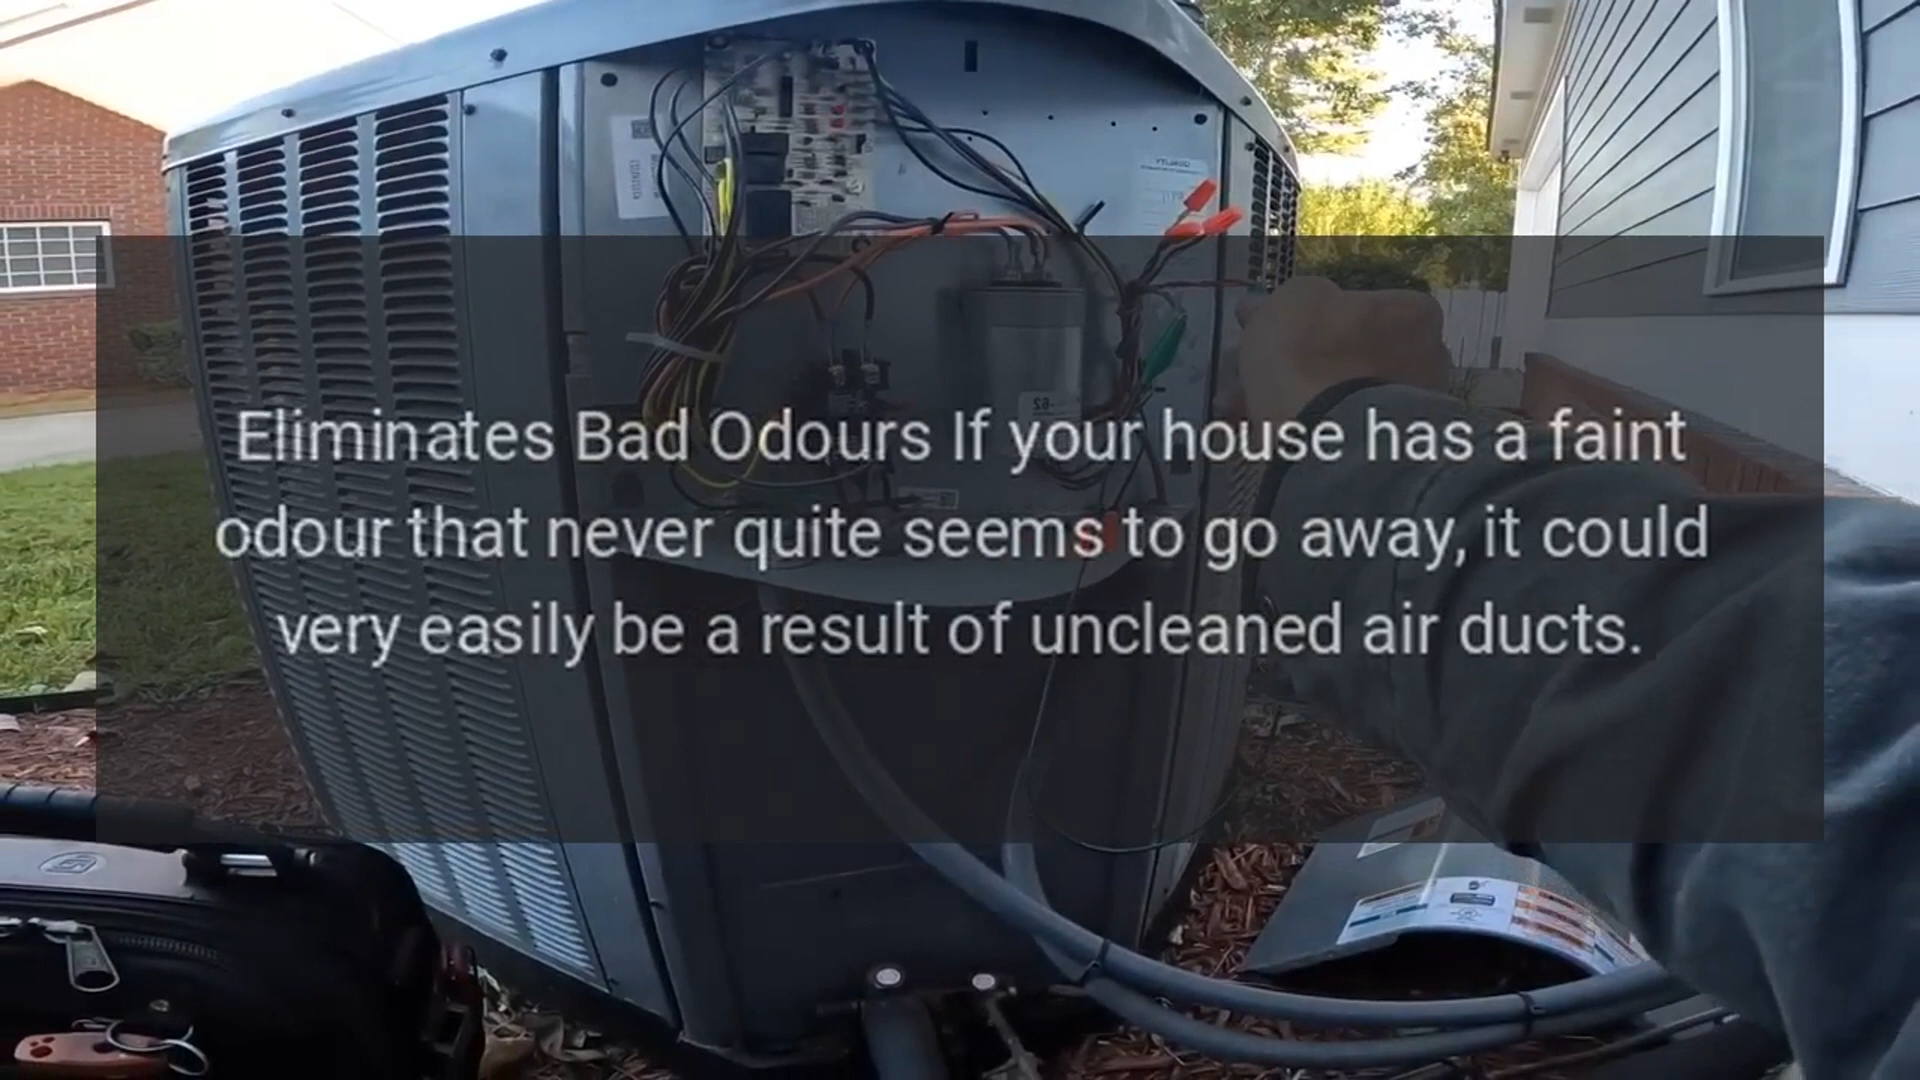 Eliminates Bad Odours If your house has a faint
odour that never quite seems to go away, it could
very easily be a result of uncleaned air ducts.